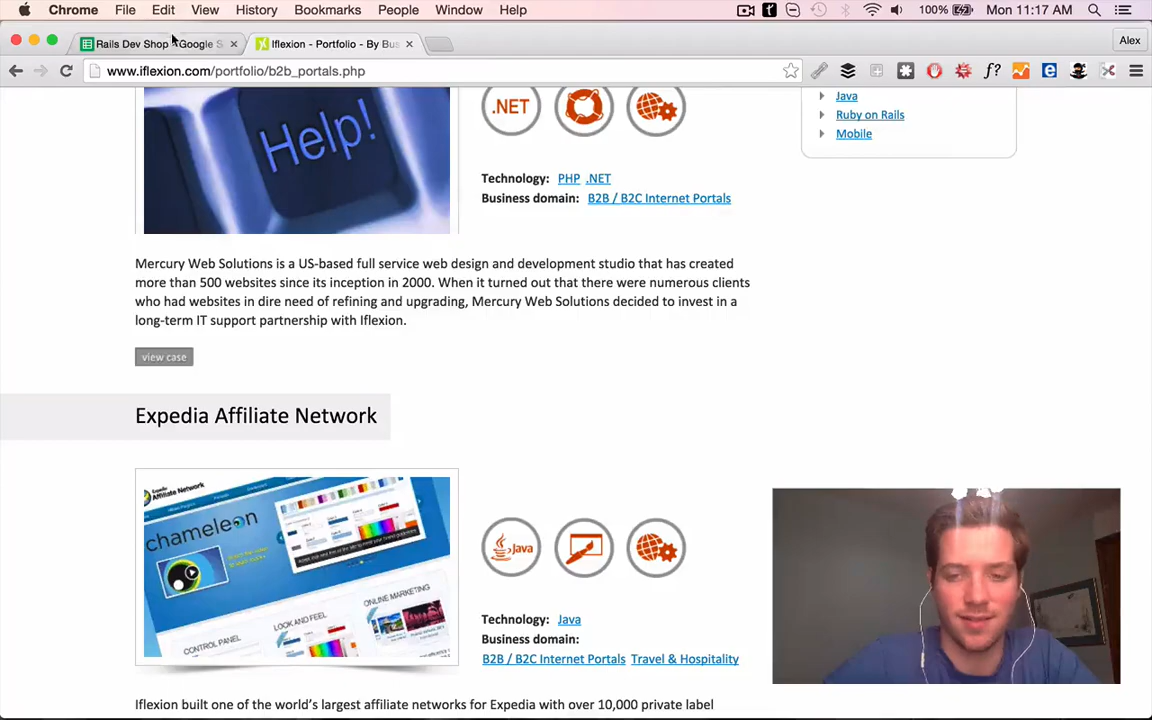 Chrome File Edit View History Bookmarks People Window Help 100% Mon 11:17 AM
Rails Dev Shop - Google S Iflexion - Portfolio - By Bus Alex
www.iflexion.com/portfolio/b2b_portals.php
Help!
.NET
Java
Ruby on Rails
Mobile
Technology: PHP .NET
Business domain: B2B / B2C Internet Portals
Mercury Web Solutions is a US-based full service web design and development studio that has created
more than 500 websites since its inception in 2000. When it turned out that there were numerous clients
who had websites in dire need of refining and upgrading, Mercury Web Solutions decided to invest in a
long-term IT support partnership with Iflexion.
view case
Expedia Affiliate Network
Affiliate Network
chameleon
CONTROL PANEL
LOOK AND FEEL
ONLINE MARKETING
Java
Technology: Java
Business domain:
B2B / B2C Internet Portals Travel & Hospitality
Iflexion built one of the world's largest affiliate networks for Expedia with over 10,000 private label